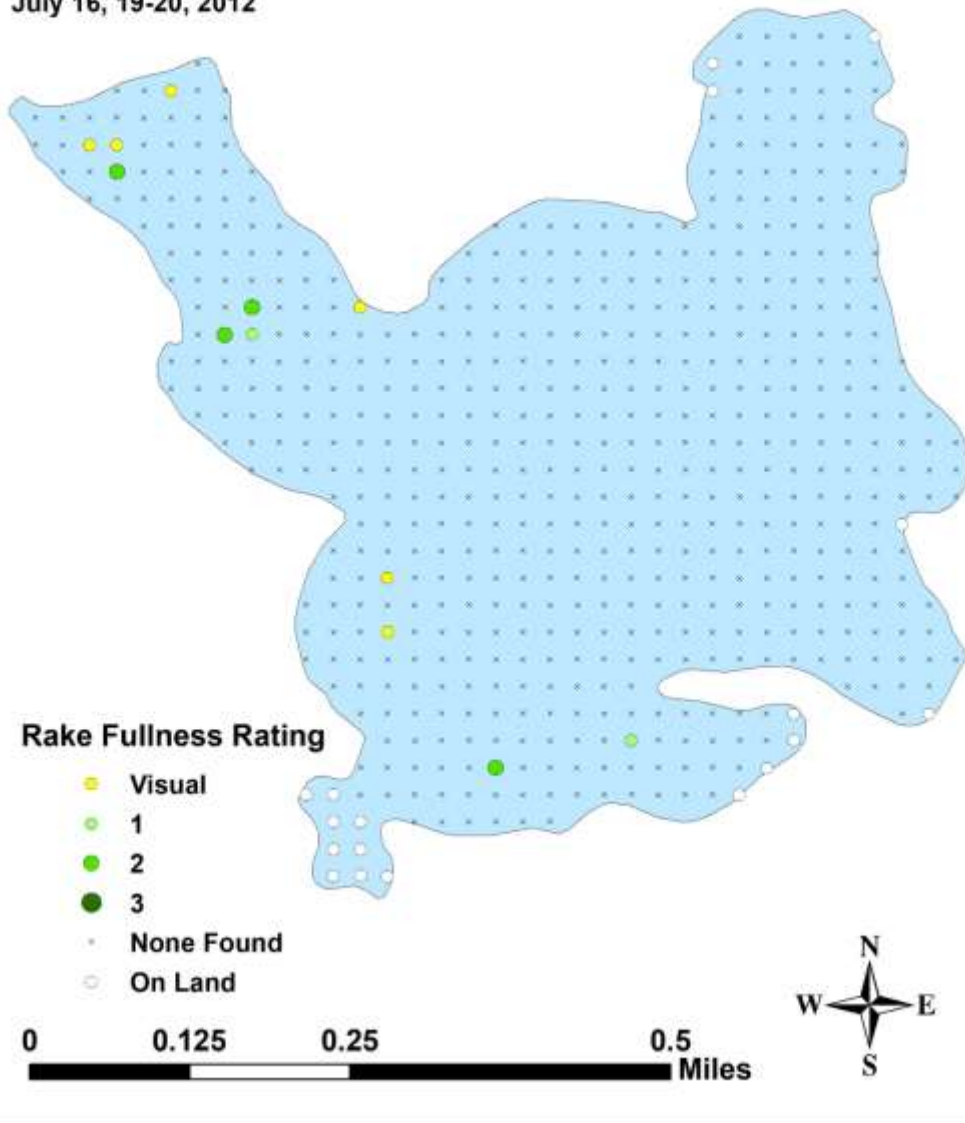 July 16, 19-20, 2012
Rake Fullness Rating
Visual
1
2
3
None Found
On Land
N
W E
S
0 0.125 0.25 0.5
Miles